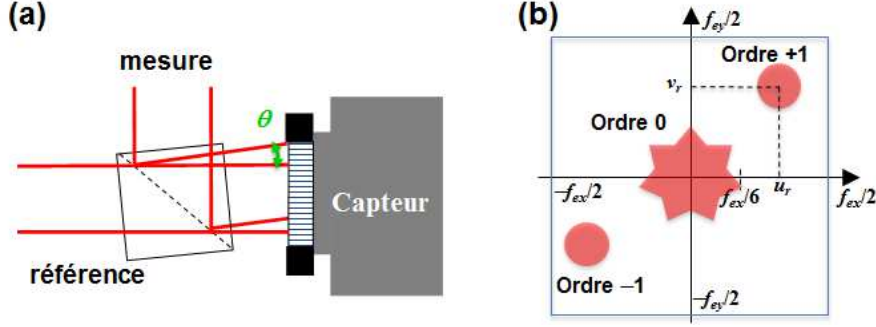 (a)
mesure
θ
Capteur
référence
(b)
f_ey/2
Ordre +1
v_r
Ordre 0
–f_ex/2
f_ex/6
u_r
f_ex/2
Ordre –1
–f_ey/2